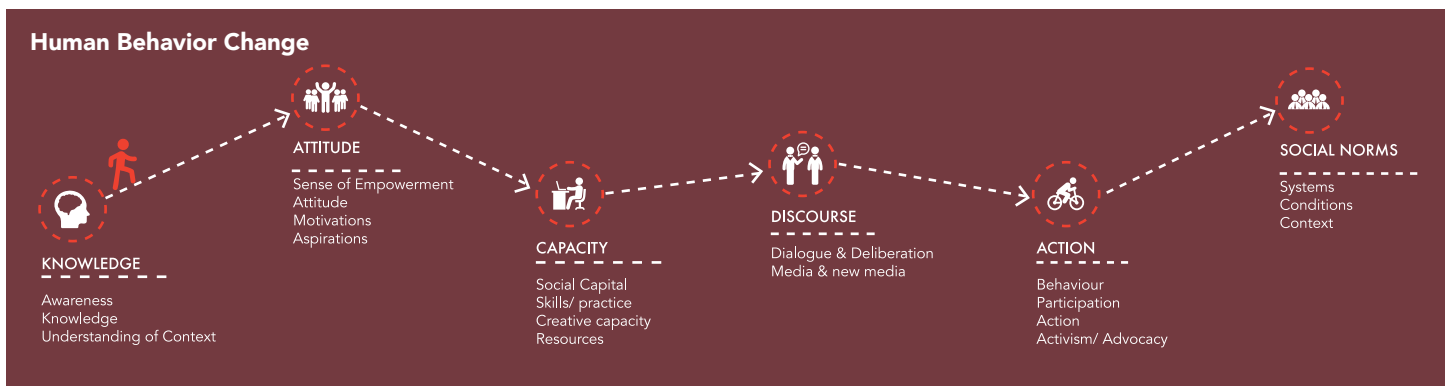 Human Behavior Change
KNOWLEDGE
Awareness
Knowledge
Understanding of Context
ATTITUDE
Sense of Empowerment
Attitude
Motivations
Aspirations
CAPACITY
Social Capital
Skills/ practice
Creative capacity
Resources
DISCOURSE
Dialogue & Deliberation
Media & new media
ACTION
Behaviour
Participation
Action
Activism/ Advocacy
SOCIAL NORMS
Systems
Conditions
Context